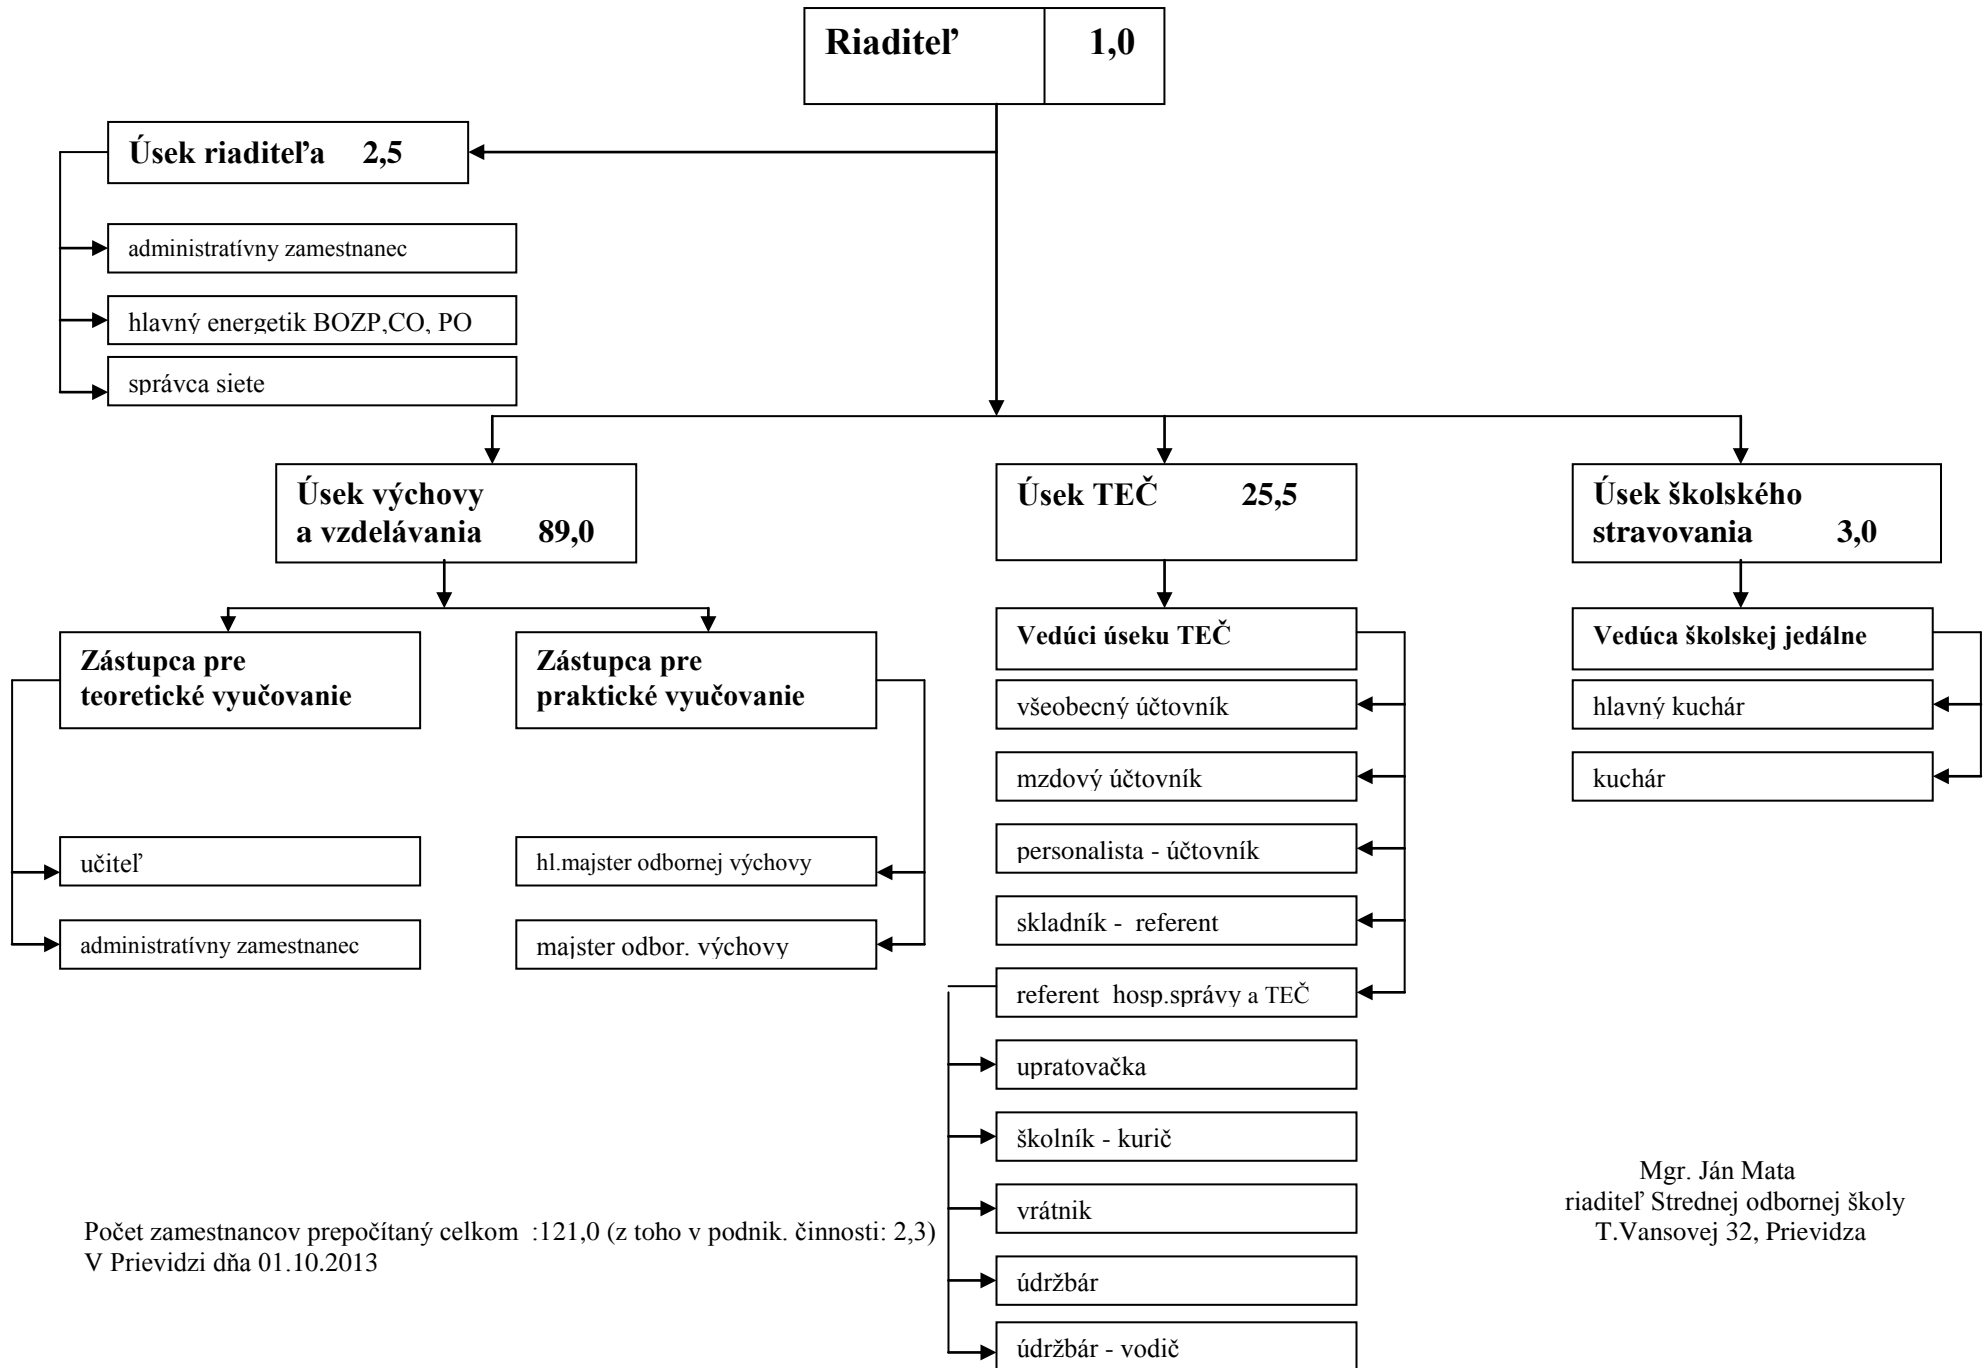 Riaditeľ 1,0
Úsek riaditeľa 2,5
administratívny zamestnanec
hlavný energetik BOZP,CO, PO
správca siete
Úsek výchovy
a vzdelávania 89,0
Úsek TEČ 25,5
Úsek školského
stravovania 3,0
Zástupca pre
teoretické vyučovanie
učiteľ
administratívny zamestnanec
Zástupca pre
praktické vyučovanie
hl.majster odbornej výchovy
majster odbor. výchovy
Vedúci úseku TEČ
všeobecný účtovník
mzdový účtovník
personalista - účtovník
skladník - referent
referent hosp.správy a TEČ
upratovačka
školník - kurič
vrátnik
údržbár
údržbár - vodič
Vedúca školskej jedálne
hlavný kuchár
kuchár
Počet zamestnancov prepočítaný celkom :121,0 (z toho v podnik. činnosti: 2,3)
V Prievidzi dňa 01.10.2013
Mgr. Ján Mata
riaditeľ Strednej odbornej školy
T.Vansovej 32, Prievidza